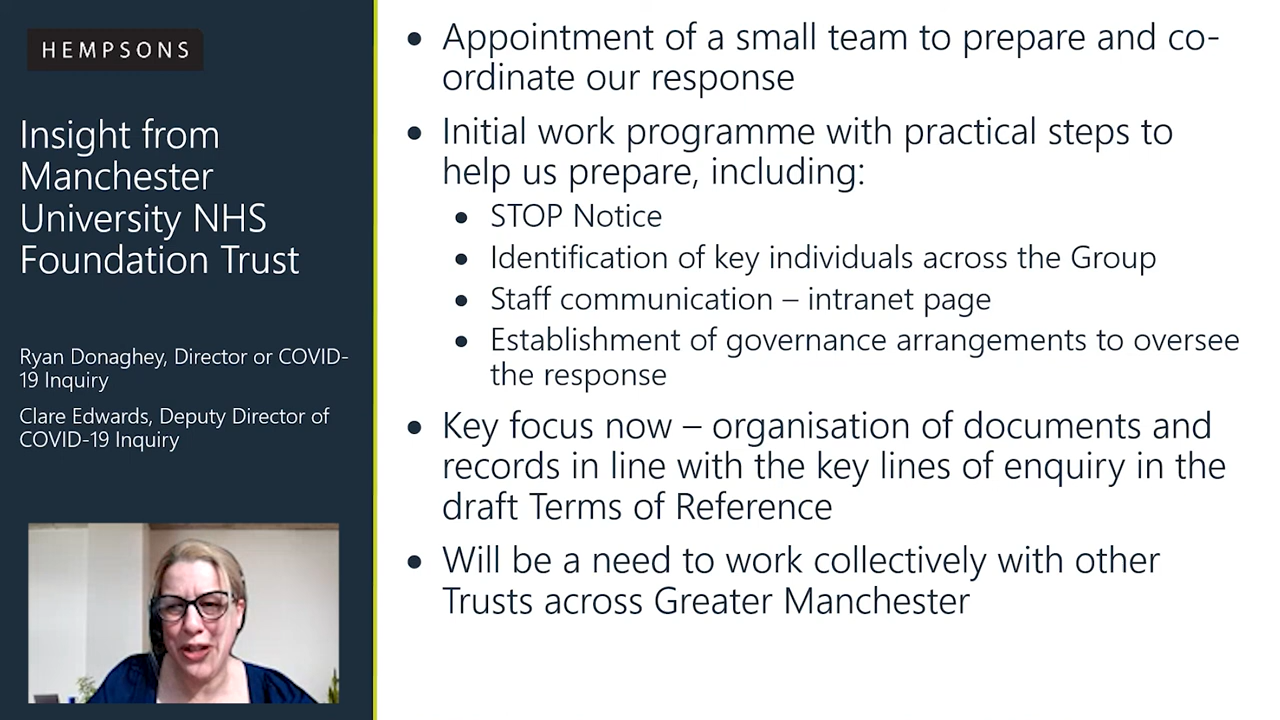 HEMPSONS
Insight from
Manchester
University NHS
Foundation Trust
Ryan Donaghey, Director or COVID-
19 Inquiry
Clare Edwards, Deputy Director of
COVID-19 Inquiry
• Appointment of a small team to prepare and co-
ordinate our response
• Initial work programme with practical steps to
help us prepare, including:
• STOP Notice
• Identification of key individuals across the Group
• Staff communication – intranet page
• Establishment of governance arrangements to oversee
the response
• Key focus now – organisation of documents and
records in line with the key lines of enquiry in the
draft Terms of Reference
• Will be a need to work collectively with other
Trusts across Greater Manchester